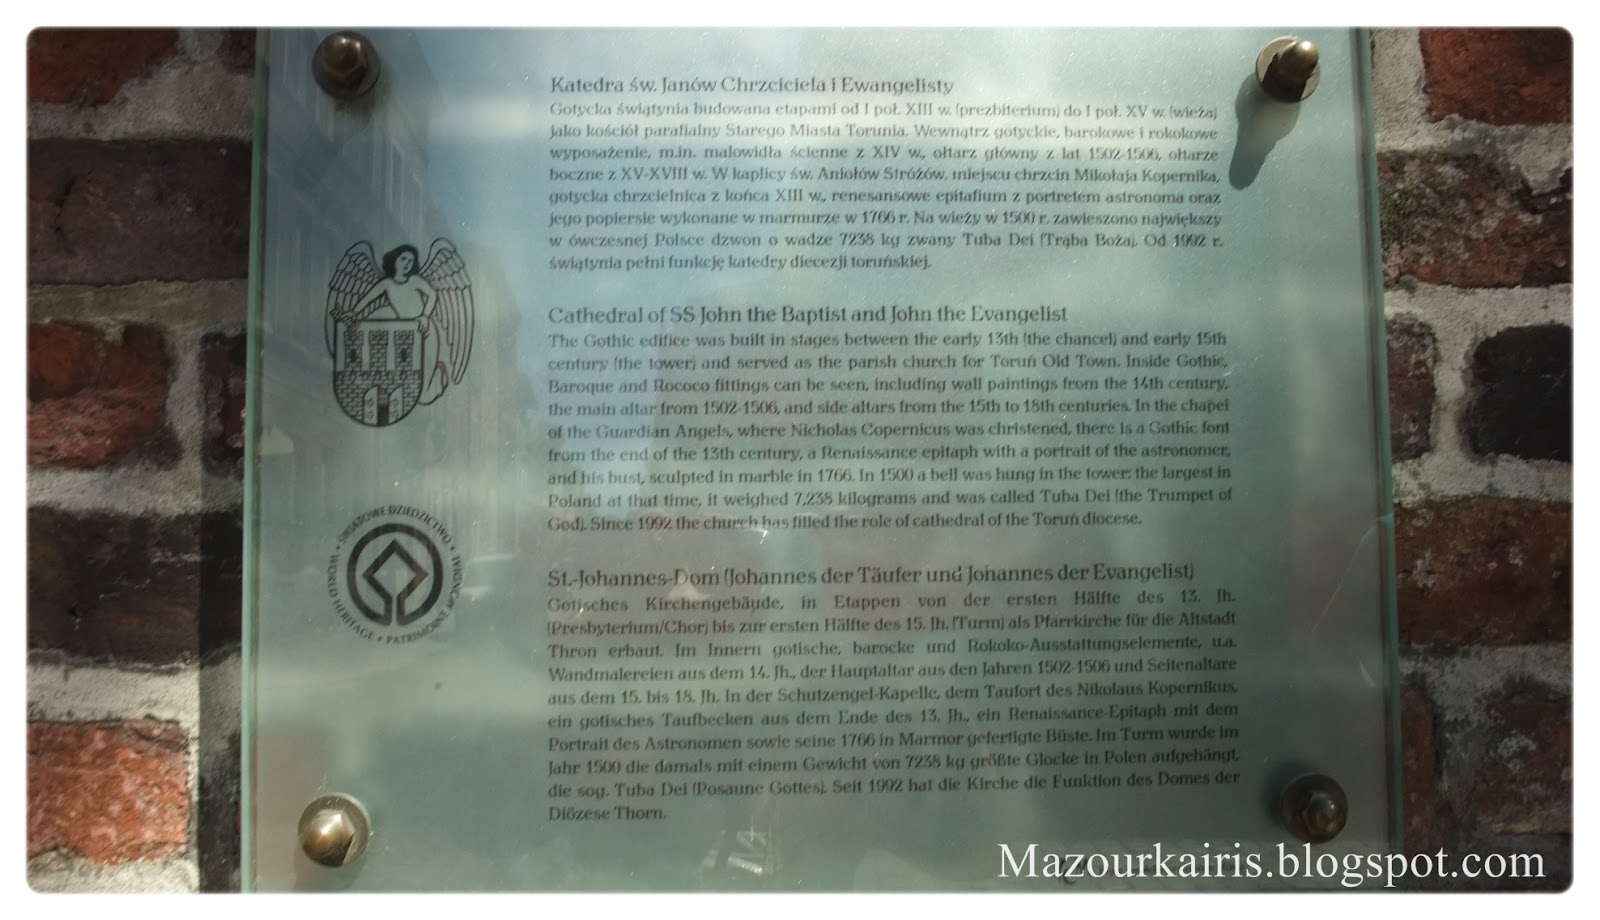 Katedra św. Janów Chrzciciela i Ewangelisty
Gotycka świątynia budowana etapami od I poł. XIII w. (prezbiterium) do I poł. XV w. (wieża)
jako kościół parafialny Starego Miasta Torunia. Wewnątrz gotyckie, barokowe i rokokowe
wyposażenie, m.in. malowidła ścienne z XIV w., ołtarz główny z lat 1502-1506, ołtarze
boczne z XV-XVIII w. W kaplicy św. Aniołów Stróżów, miejscu chrzcin Mikołaja Kopernika,
gotycka chrzcielnica z końca XIII w., renesansowe epitafium z portretem astronoma oraz
jego popiersie wykonane w marmurze w 1766 r. Na wieży w 1500 r. zawieszono największy
w ówczesnej Polsce dzwon o wadze 7238 kg zwany Tuba Dei (Trąba Boża). Od 1992 r.
świątynia pełni funkcję katedry diecezji toruńskiej.
Cathedral of SS John the Baptist and John the Evangelist
The Gothic edifice was built in stages between the early 13th (the chancel) and early 15th
century (the tower) and served as the parish church for Toruń Old Town. Inside Gothic,
Baroque and Rococo fittings can be seen, including wall paintings from the 14th century,
the main altar from 1502-1506, and side altars from the 15th to 18th centuries. In the chapel
of the Guardian Angels, where Nicholas Copernicus was christened, there is a Gothic font
from the end of the 13th century, a Renaissance epitaph with a portrait of the astronomer,
and his bust, sculpted in marble in 1766. In 1500 a bell was hung in the tower: the largest in
Poland at that time, it weighed 7,238 kilograms and was called Tuba Dei (the Trumpet of
God). Since 1992 the church has filled the role of cathedral of the Toruń diocese.
ŚWIATOWE DZIEDZICTWO • WORLD HERITAGE • PATRIMOINE MONDIAL •
St.-Johannes-Dom (Johannes der Täufer und Johannes der Evangelist)
Gotisches Kirchengebäude, in Etappen von der ersten Hälfte des 13. Jh.
(Presbyterium/Chor) bis zur ersten Hälfte des 15. Jh. (Turm) als Pfarrkirche für die Altstadt
Thron erbaut. Im Innern gotische, barocke und Rokoko-Ausstattungselemente, u.a.
Wandmalereien aus dem 14. Jh., der Hauptaltar aus den Jahren 1502-1506 und Seitenaltare
aus dem 15. bis 18. Jh. In der Schutzengel-Kapelle, dem Taufort des Nikolaus Kopernikus,
ein gotisches Taufbecken aus dem Ende des 13. Jh., ein Renaissance-Epitaph mit dem
Portrait des Astronomen sowie seine 1766 in Marmor gefertigte Büste. Im Turm wurde im
Jahr 1500 die damals mit einem Gewicht von 7238 kg größte Glocke in Polen aufgehängt,
die sog. Tuba Dei (Posaune Gottes). Seit 1992 hat die Kirche die Funktion des Domes der
Diözese Thorn.
Mazourkairis.blogspot.com